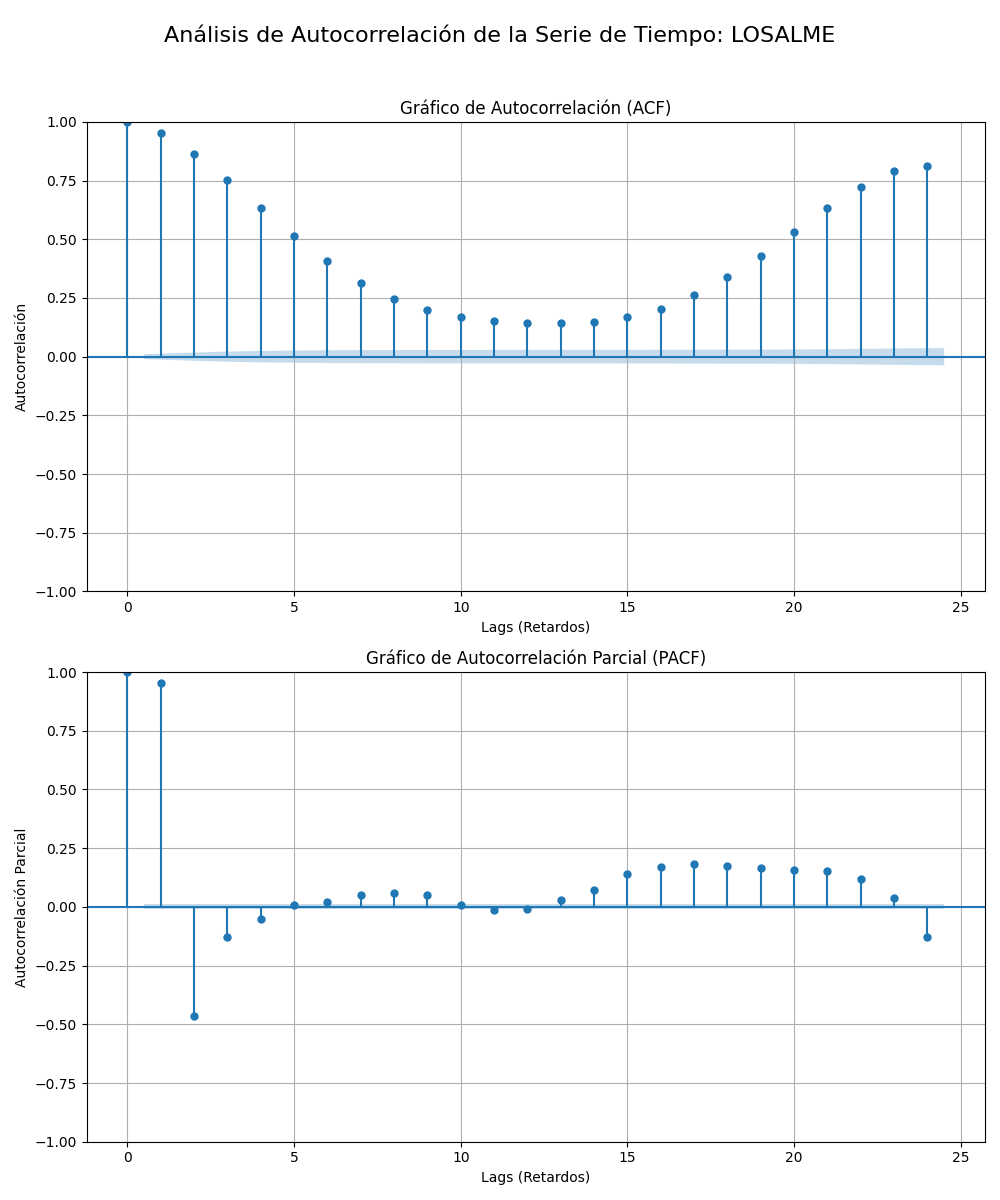 Análisis de Autocorrelación de la Serie de Tiempo: LOSALME
Gráfico de Autocorrelación (ACF)
1.00
0.75
0.50
0.25
0.00
−0.25
−0.50
−0.75
−1.00
Autocorrelación
0 5 10 15 20 25
Lags (Retardos)
Gráfico de Autocorrelación Parcial (PACF)
1.00
0.75
0.50
0.25
0.00
−0.25
−0.50
−0.75
−1.00
Autocorrelación Parcial
0 5 10 15 20 25
Lags (Retardos)